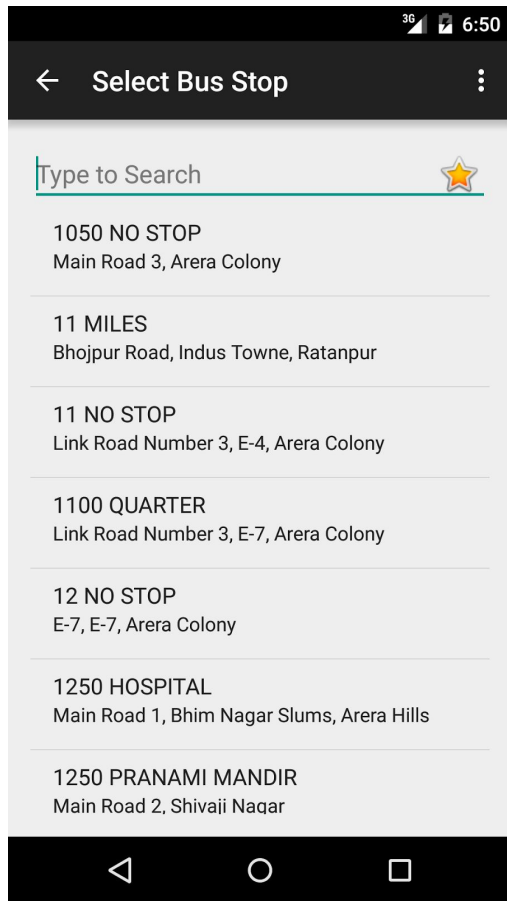 3G 6:50
Select Bus Stop
Type to Search
1050 NO STOP
Main Road 3, Arera Colony
11 MILES
Bhojpur Road, Indus Towne, Ratanpur
11 NO STOP
Link Road Number 3, E-4, Arera Colony
1100 QUARTER
Link Road Number 3, E-7, Arera Colony
12 NO STOP
E-7, E-7, Arera Colony
1250 HOSPITAL
Main Road 1, Bhim Nagar Slums, Arera Hills
1250 PRANAMI MANDIR
Main Road 2, Shivaji Nagar